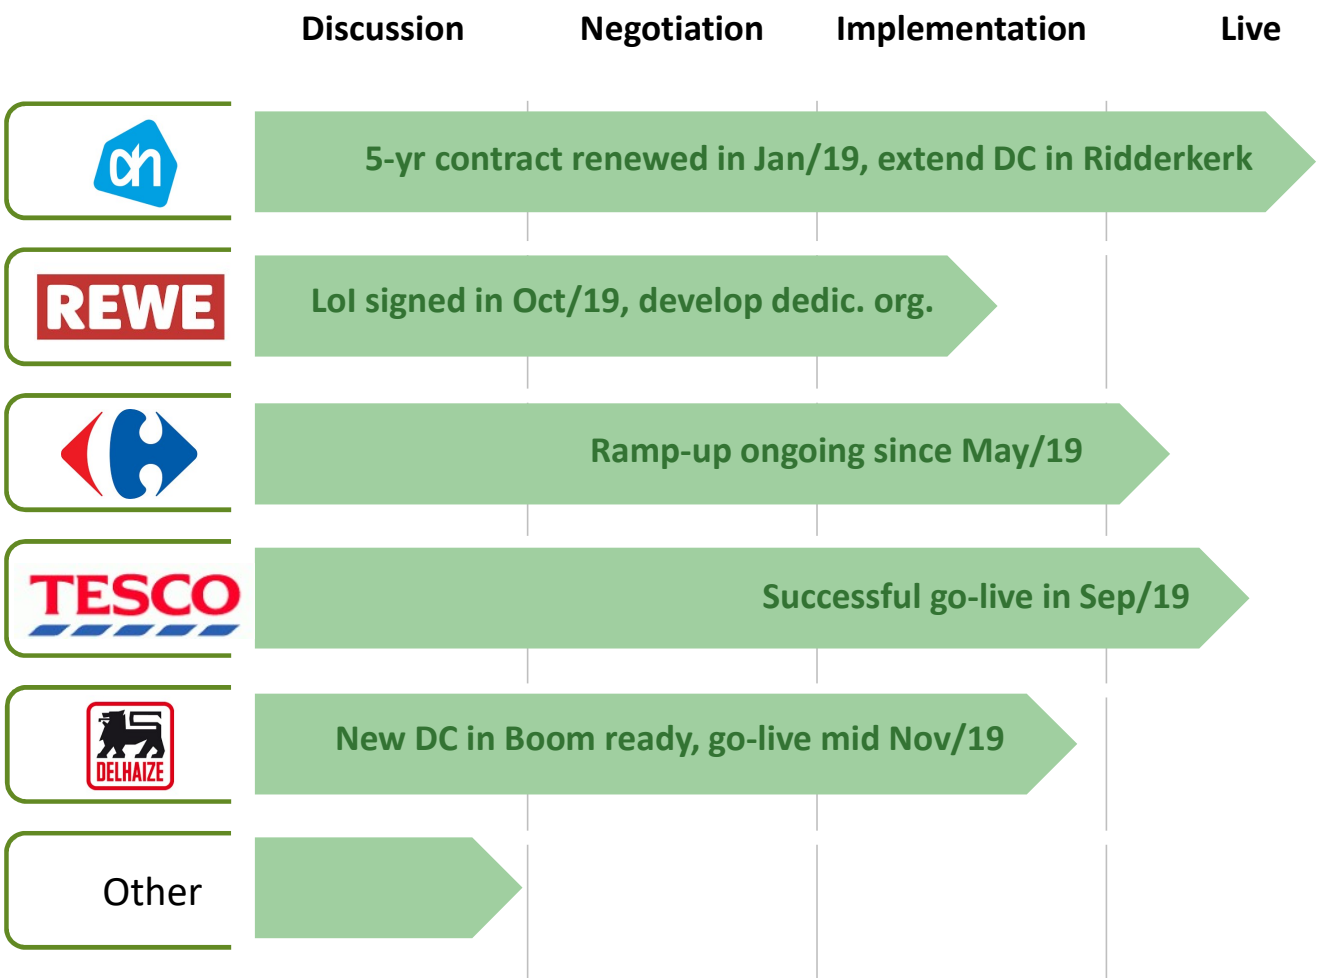 Discussion Negotiation Implementation Live
ah
5-yr contract renewed in Jan/19, extend DC in Ridderkerk
REWE
LoI signed in Oct/19, develop dedic. org.
Ramp-up ongoing since May/19
TESCO
Successful go-live in Sep/19
DELHAIZE
New DC in Boom ready, go-live mid Nov/19
Other